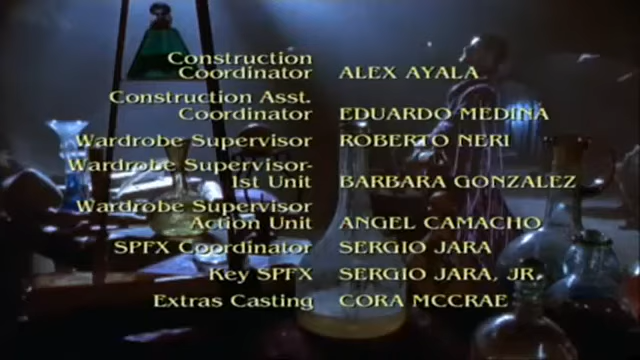 Construction
Coordinator ALEX AYALA
Construction Asst.
Coordinator EDUARDO MEDINA
Wardrobe Supervisor ROBERTO NERI
Wardrobe Supervisor-
1st Unit BARBARA GONZALEZ
Wardrobe Supervisor
Action Unit ANGEL CAMACHO
SPFX Coordinator SERGIO JARA
Key SPFX SERGIO JARA, JR.
Extras Casting CORA MCCRAE